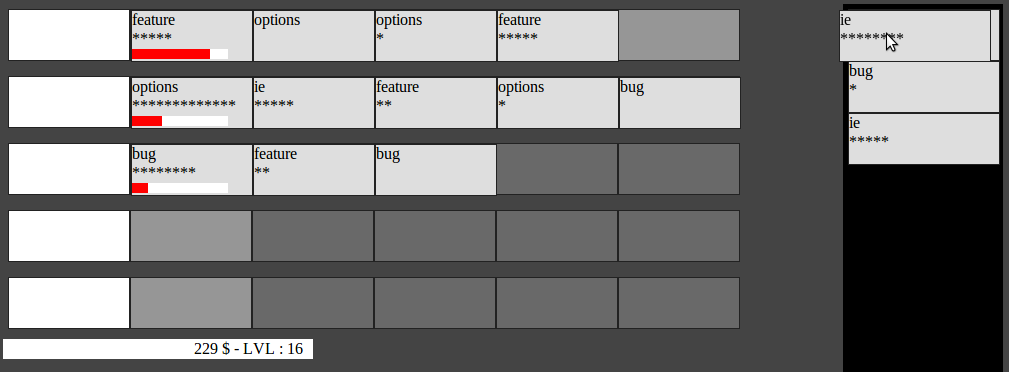 feature
*****
options
options
*
feature
*****
options
*************
ie
*****
feature
**
options
*
bug
bug
********
feature
**
bug
ie
********
bug
*
ie
*****
229 $ - LVL : 16